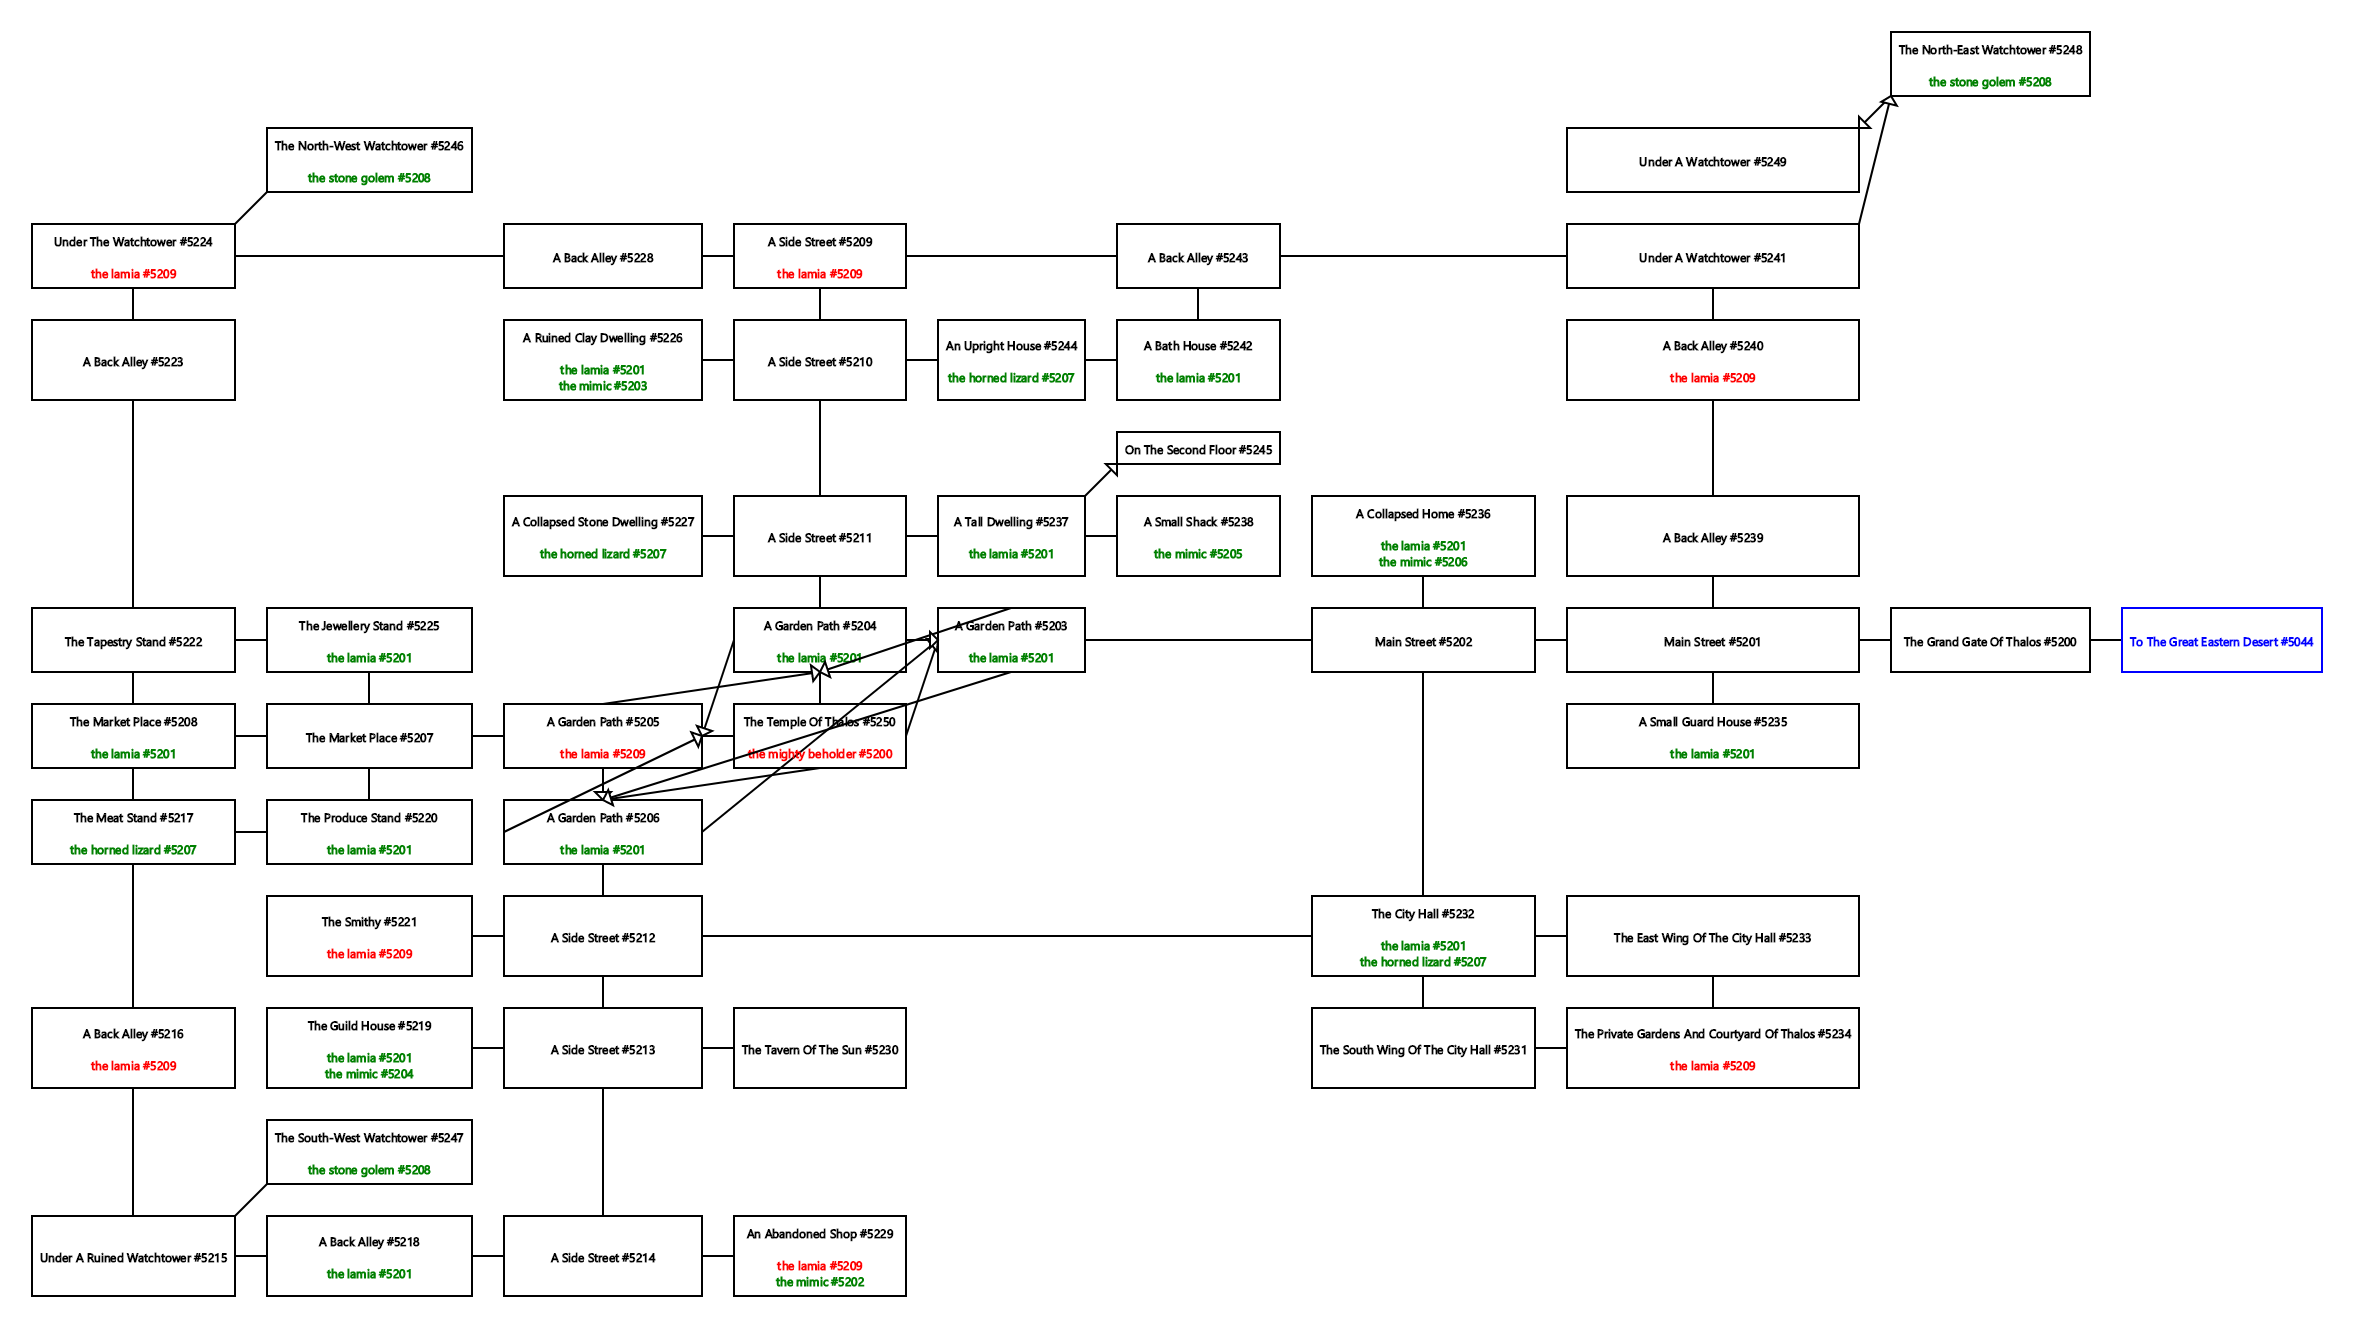 The North-East Watchtower #5248
the stone golem #5208
The North-West Watchtower #5246
the stone golem #5208
Under A Watchtower #5249
Under The Watchtower #5224
the lamia #5209
A Back Alley #5228
A Side Street #5209
the lamia #5209
A Back Alley #5243
Under A Watchtower #5241
A Back Alley #5223
A Ruined Clay Dwelling #5226
the lamia #5201
the mimic #5203
A Side Street #5210
An Upright House #5244
the horned lizard #5207
A Bath House #5242
the lamia #5201
A Back Alley #5240
the lamia #5209
On The Second Floor #5245
A Collapsed Stone Dwelling #5227
the horned lizard #5207
A Side Street #5211
A Tall Dwelling #5237
the lamia #5201
A Small Shack #5238
the mimic #5205
A Collapsed Home #5236
the lamia #5201
the mimic #5206
A Back Alley #5239
The Tapestry Stand #5222
The Jewellery Stand #5225
the lamia #5201
A Garden Path #5204
the lamia #5201
A Garden Path #5203
the lamia #5201
Main Street #5202
Main Street #5201
The Grand Gate Of Thalos #5200
To The Great Eastern Desert #5044
The Market Place #5208
the lamia #5201
The Market Place #5207
A Garden Path #5205
the lamia #5209
The Temple Of Thalos #5250
the mighty beholder #5200
A Small Guard House #5235
the lamia #5201
The Meat Stand #5217
the horned lizard #5207
The Produce Stand #5220
the lamia #5201
A Garden Path #5206
the lamia #5201
The Smithy #5221
the lamia #5209
A Side Street #5212
The City Hall #5232
the lamia #5201
the horned lizard #5207
The East Wing Of The City Hall #5233
A Back Alley #5216
the lamia #5209
The Guild House #5219
the lamia #5201
the mimic #5204
A Side Street #5213
The Tavern Of The Sun #5230
The South Wing Of The City Hall #5231
The Private Gardens And Courtyard Of Thalos #5234
the lamia #5209
The South-West Watchtower #5247
the stone golem #5208
Under A Ruined Watchtower #5215
A Back Alley #5218
the lamia #5201
A Side Street #5214
An Abandoned Shop #5229
the lamia #5209
the mimic #5202